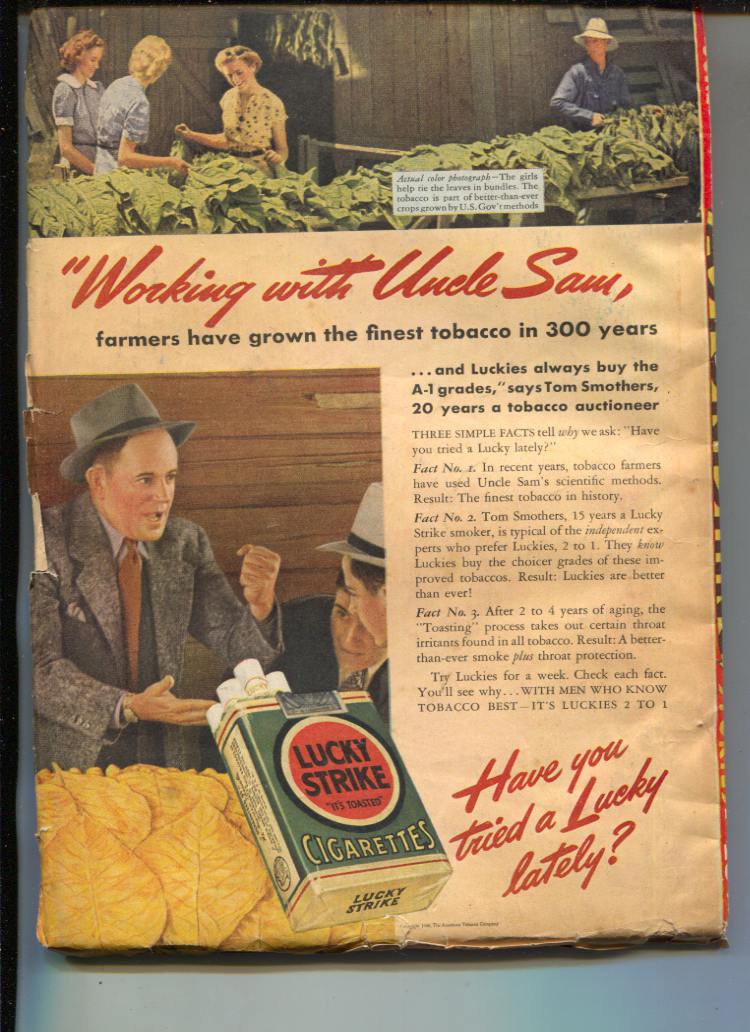 Actual color photograph—The girls
help tie the leaves in bundles. The
tobacco is part of better-than-ever
crops grown by U.S. Gov't methods
"Working with Uncle Sam,
farmers have grown the finest tobacco in 300 years
...and Luckies always buy the
A-1 grades," says Tom Smothers,
20 years a tobacco auctioneer
THREE SIMPLE FACTS tell why we ask: "Have
you tried a Lucky lately?"
Fact No. 1. In recent years, tobacco farmers
have used Uncle Sam's scientific methods.
Result: The finest tobacco in history.
Fact No. 2. Tom Smothers, 15 years a Lucky
Strike smoker, is typical of the independent ex-
perts who prefer Luckies, 2 to 1. They know
Luckies buy the choicer grades of these im-
proved tobaccos. Result: Luckies are better
than ever!
Fact No. 3. After 2 to 4 years of aging, the
"Toasting" process takes out certain throat
irritants found in all tobacco. Result: A better-
than-ever smoke plus throat protection.
Try Luckies for a week. Check each fact.
You'll see why...WITH MEN WHO KNOW
TOBACCO BEST—IT'S LUCKIES 2 TO 1
LUCKY
STRIKE
"IT'S TOASTED"
CIGARETTES
LUCKY
STRIKE
Have you
tried a Lucky
lately?
The American Tobacco Company